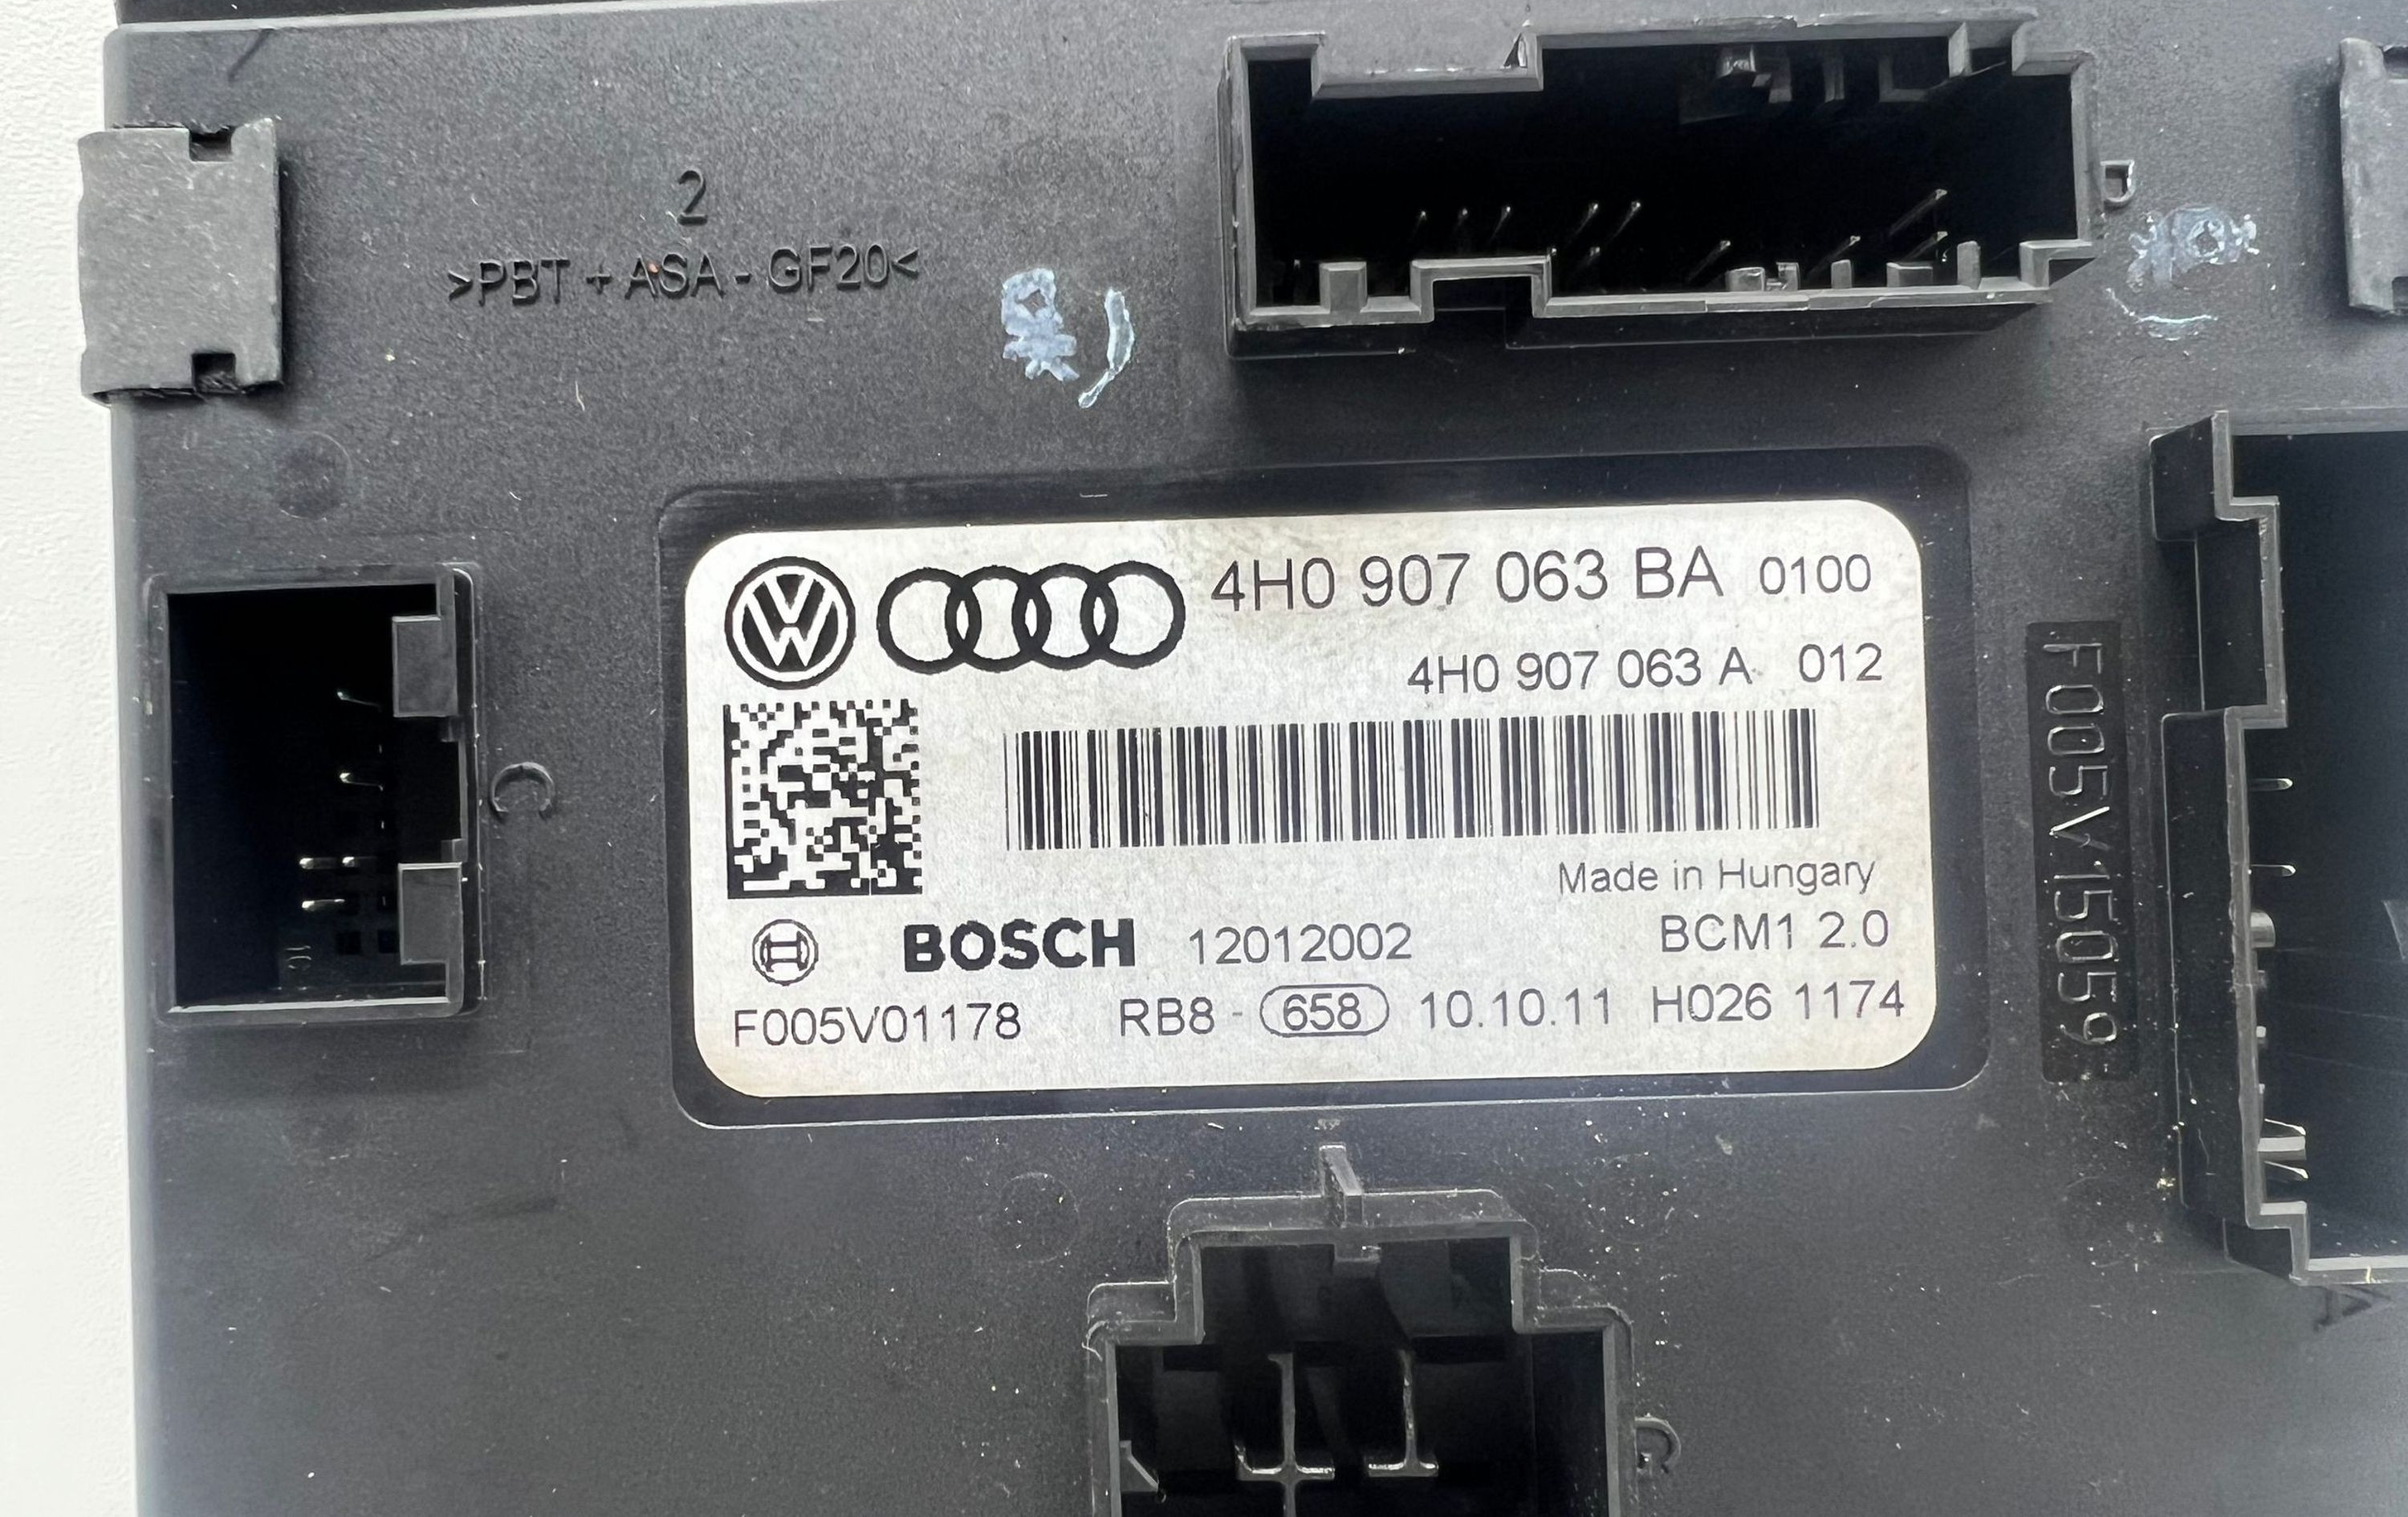 2
>PBT + ASA - GF20<
D
C
4H0 907 063 BA 0100
4H0 907 063 A 012
Made in Hungary
BOSCH 12012002 BCM1 2.0
F005V01178 RB8 - 658 10.10.11 H026 1174
F005V15059
A